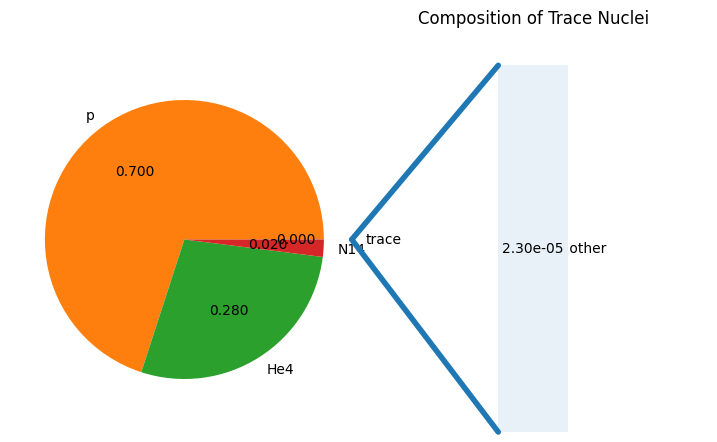 Composition of Trace Nuclei
p
0.700
0.000
trace
0.020
N14
2.30e-05 other
0.280
He4